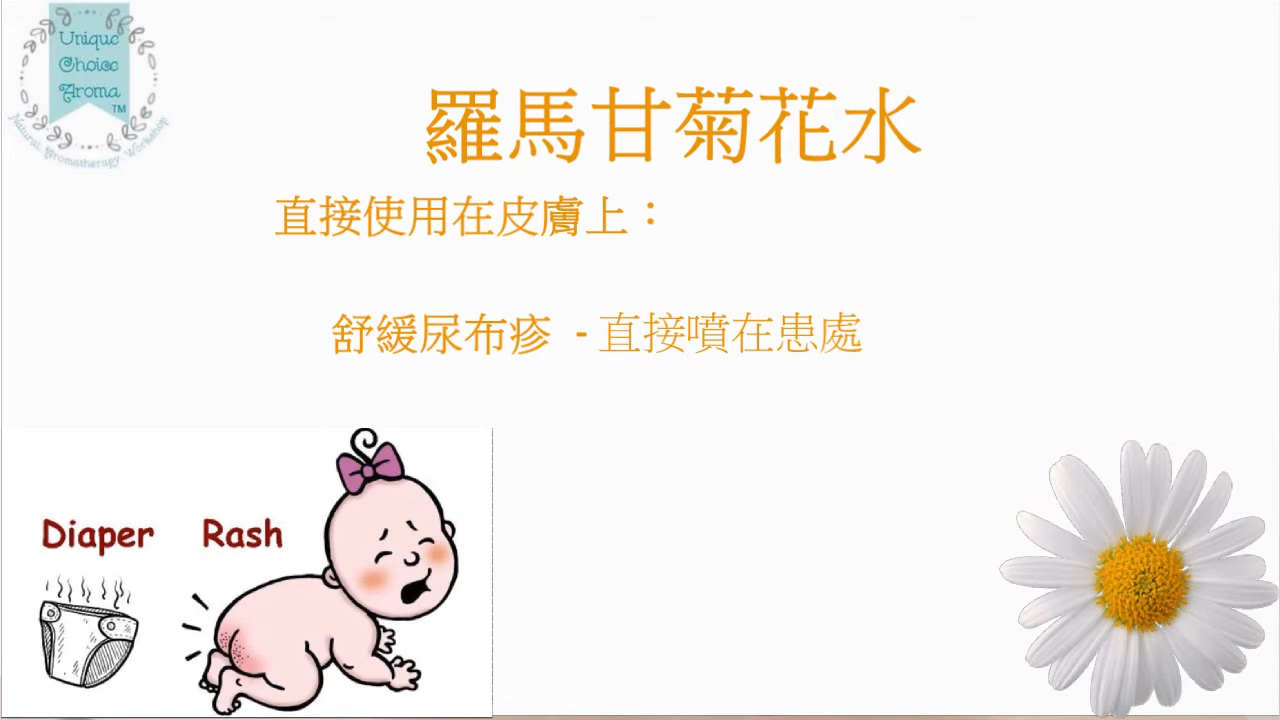 Unique
Choice
Aroma
TM
Natural Aromatherapy Workshop
羅馬甘菊花水
直接使用在皮膚上：
舒緩尿布疹 - 直接噴在患處
Diaper Rash